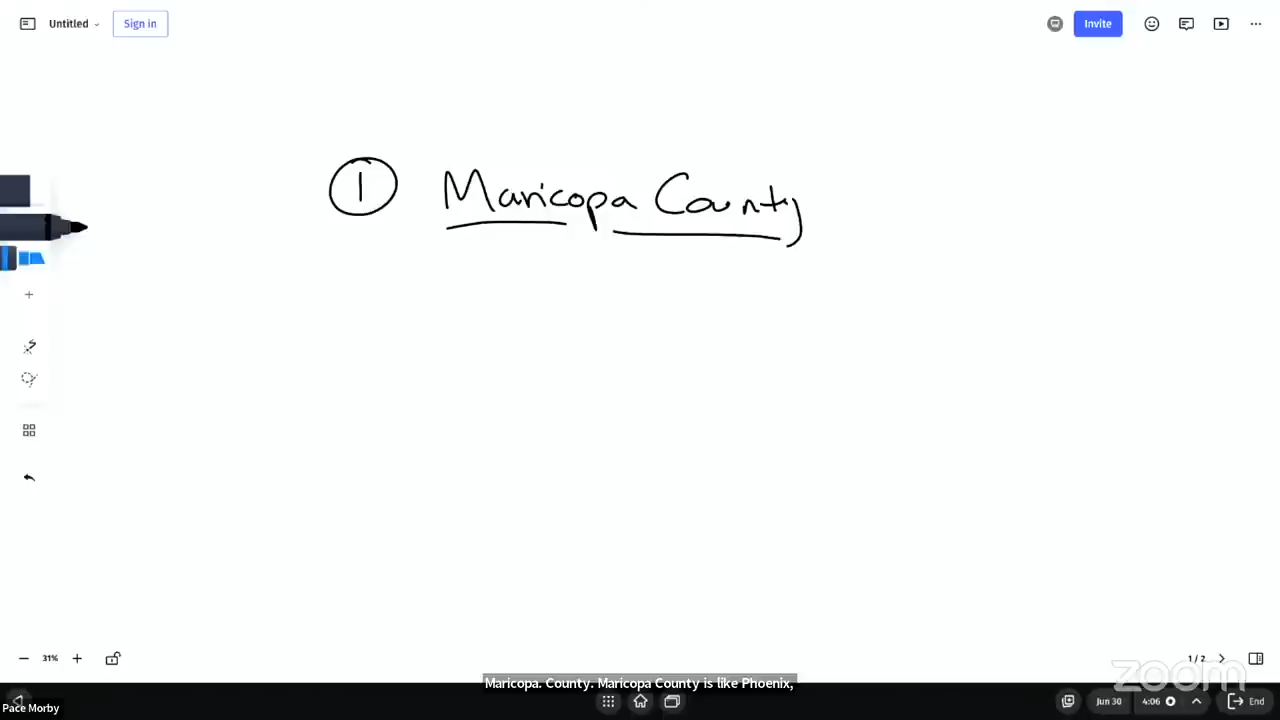 Untitled
Sign in
Invite
1 Maricopa County
31%
1 / 2
zoom
Maricopa. County. Maricopa County is like Phoenix,
Pace Morby
Jun 30
4:06
End